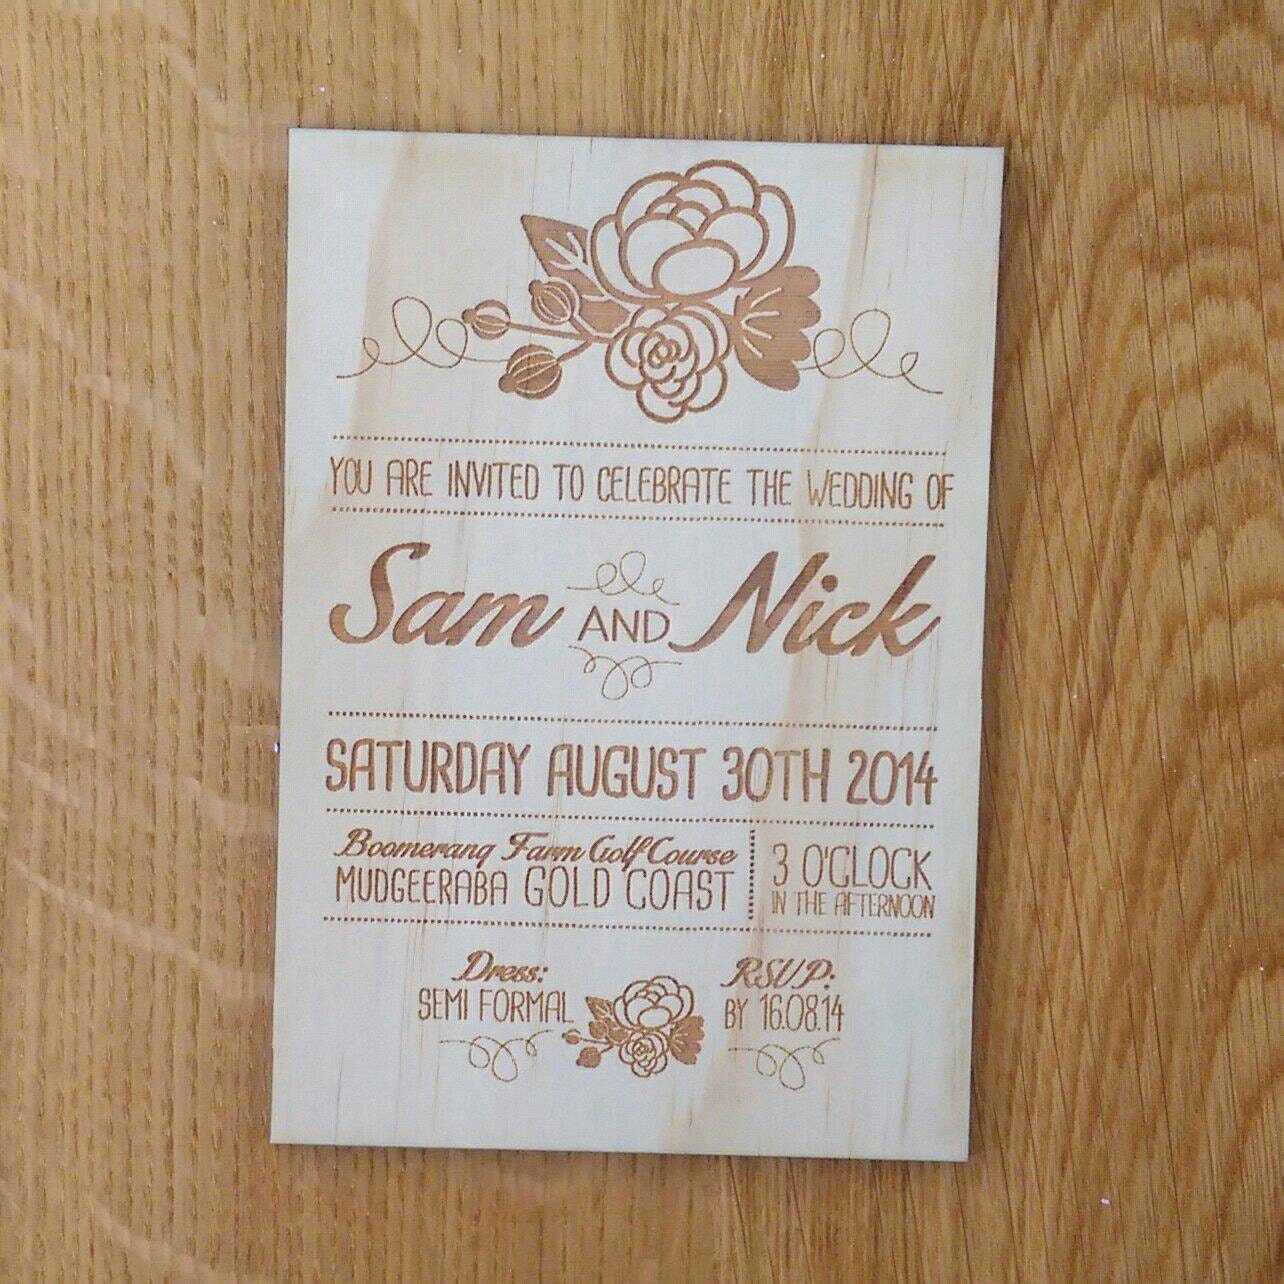 YOU ARE INVITED TO CELEBRATE THE WEDDING OF
Sam AND Nick
SATURDAY AUGUST 30TH 2014
Boomerang Farm Golf Course
MUDGEERABA GOLD COAST
3 O'CLOCK
IN THE AFTERNOON
Dress:
SEMI FORMAL
RSVP:
BY 16.08.14